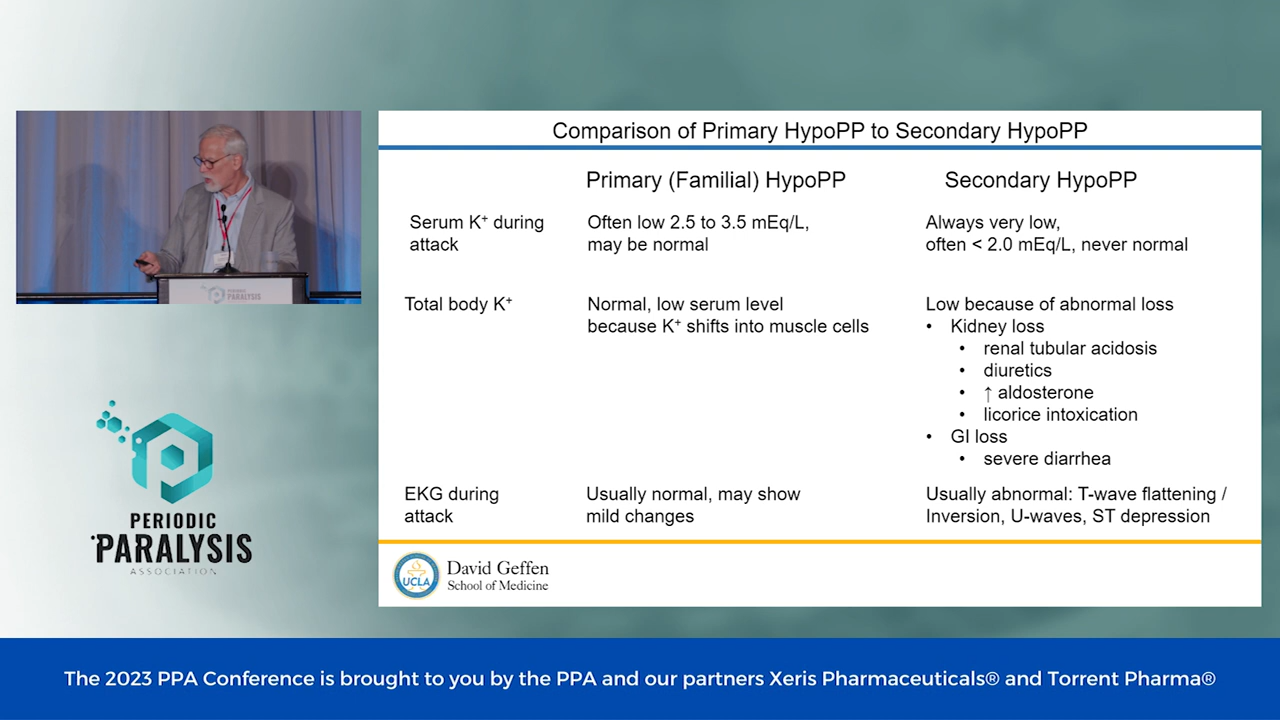 Comparison of Primary HypoPP to Secondary HypoPP
Primary (Familial) HypoPP
Secondary HypoPP
Serum K⁺ during
attack
Often low 2.5 to 3.5 mEq/L,
may be normal
Always very low,
often < 2.0 mEq/L, never normal
Total body K⁺
Normal, low serum level
because K⁺ shifts into muscle cells
Low because of abnormal loss
• Kidney loss
• renal tubular acidosis
• diuretics
• ↑ aldosterone
• licorice intoxication
• GI loss
• severe diarrhea
EKG during
attack
Usually normal, may show
mild changes
Usually abnormal: T-wave flattening /
Inversion, U-waves, ST depression
UCLA
David Geffen
School of Medicine
PERIODIC
PARALYSIS
PERIODIC
PARALYSIS
ASSOCIATION
The 2023 PPA Conference is brought to you by the PPA and our partners Xeris Pharmaceuticals® and Torrent Pharma®